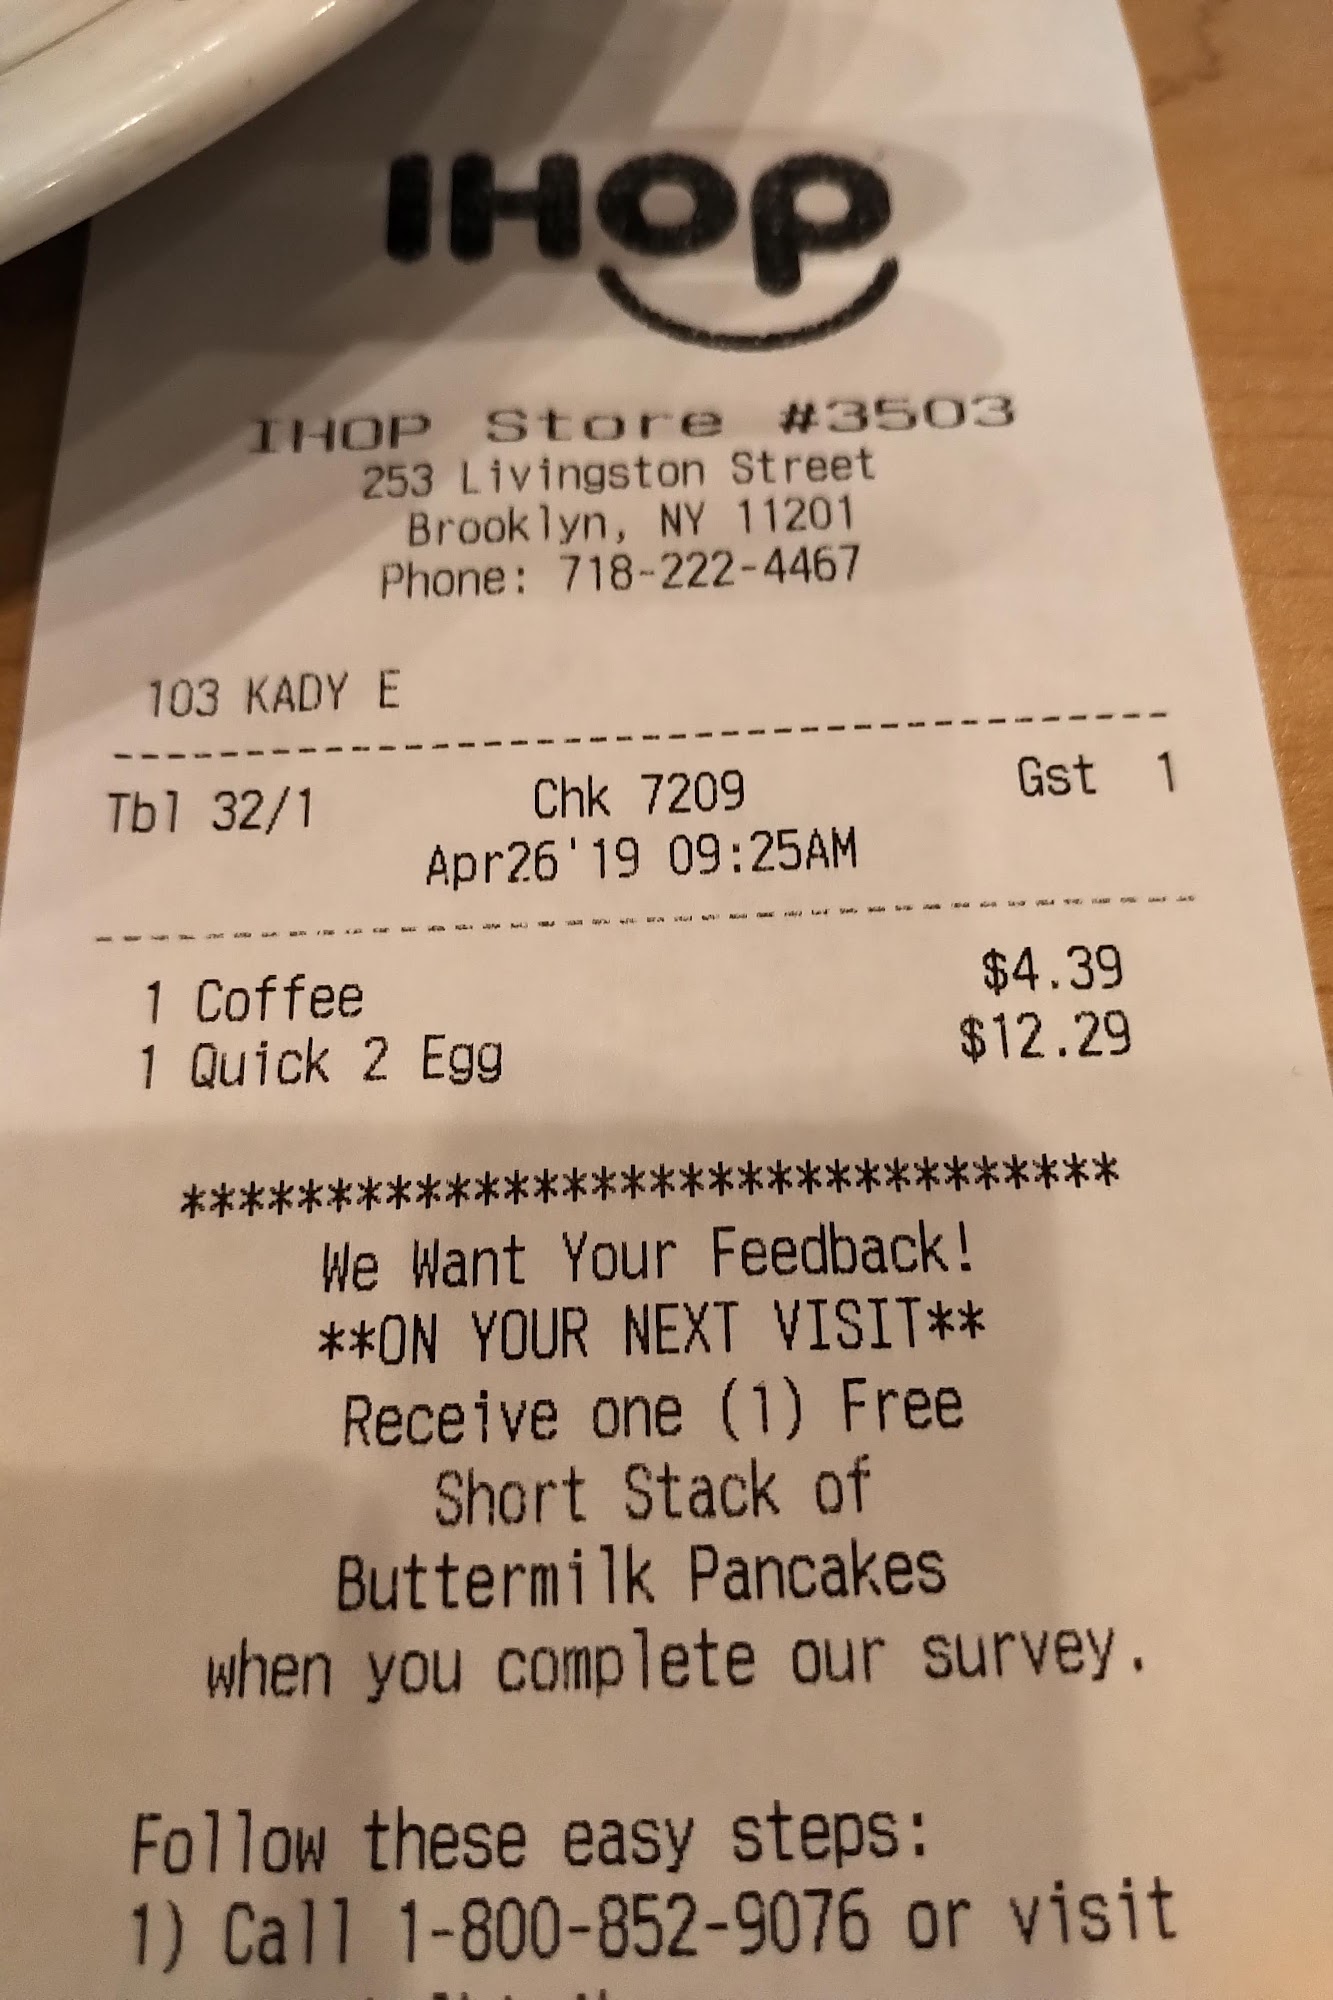 IHOP
IHOP Store #3503
253 Livingston Street
Brooklyn, NY 11201
Phone: 718-222-4467
103 KADY E
Tbl 32/1 Chk 7209 Gst 1
Apr26'19 09:25AM
1 Coffee $4.39
1 Quick 2 Egg $12.29
********************************
We Want Your Feedback!
**ON YOUR NEXT VISIT**
Receive one (1) Free
Short Stack of
Buttermilk Pancakes
when you complete our survey.
Follow these easy steps:
1) Call 1-800-852-9076 or visit